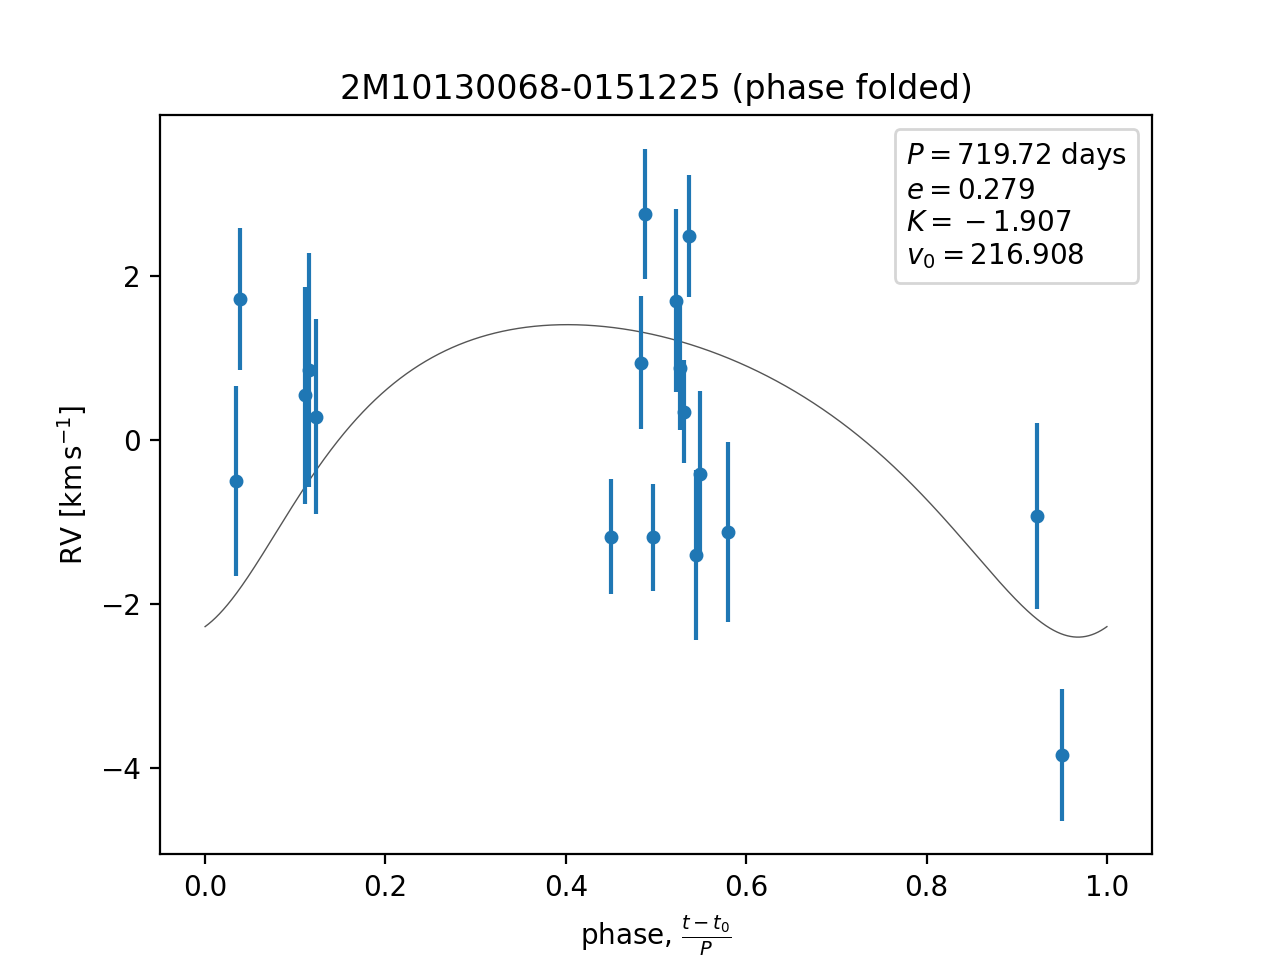 2M10130068-0151225 (phase folded)
P = 719.72 days
e = 0.279
K = −1.907
v₀ = 216.908
RV [km s⁻¹]
2
0
−2
−4
0.0 0.2 0.4 0.6 0.8 1.0
phase, (t − t₀)/P